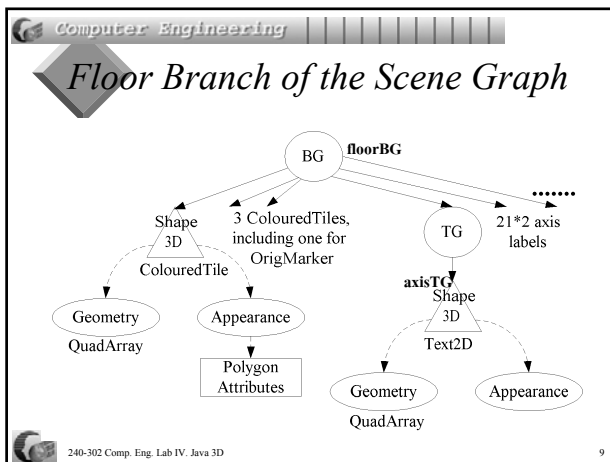 Computer Engineering
Floor Branch of the Scene Graph
BG
floorBG
.......
Shape
3D
ColouredTile
3 ColouredTiles,
including one for
OrigMarker
TG
21*2 axis
labels
axisTG
Shape
3D
Text2D
Geometry
QuadArray
Appearance
Polygon
Attributes
Geometry
QuadArray
Appearance
240-302 Comp. Eng. Lab IV. Java 3D
9